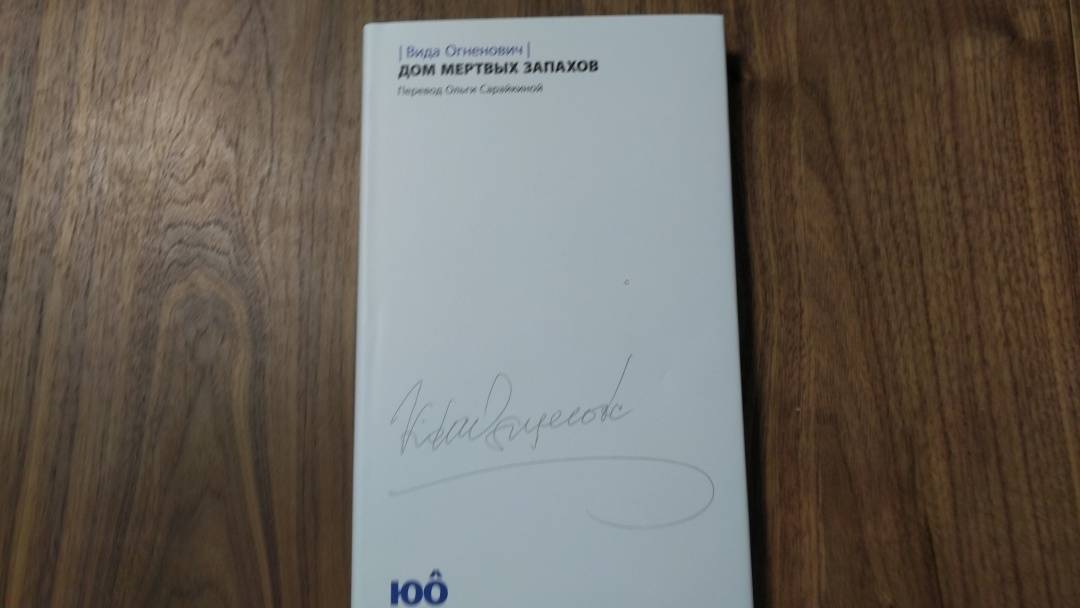 | Вида Огненович |
ДОМ МЕРТВЫХ ЗАПАХОВ
Перевод Ольги Сарайкиной
юô